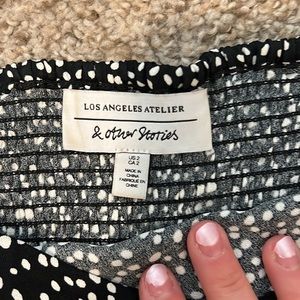 LOS ANGELES ATELIER
& other Stories
US 2
CA 2
MADE IN
CHINA
FABRIQUÉ EN
CHINE